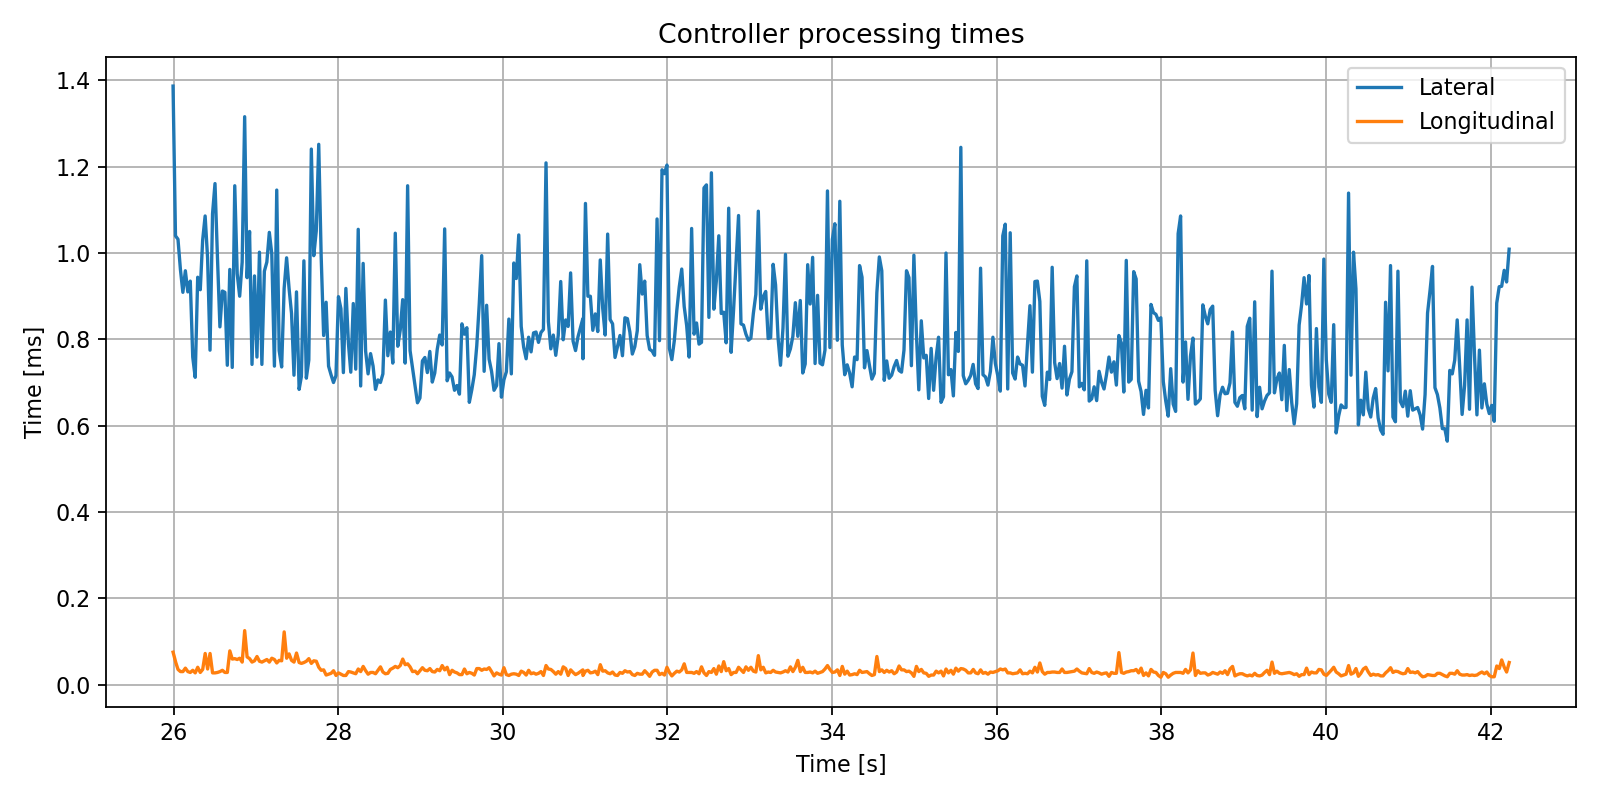 Controller processing times
Lateral
Longitudinal
1.4
1.2
1.0
0.8
0.6
0.4
0.2
0.0
Time [ms]
26 28 30 32 34 36 38 40 42
Time [s]